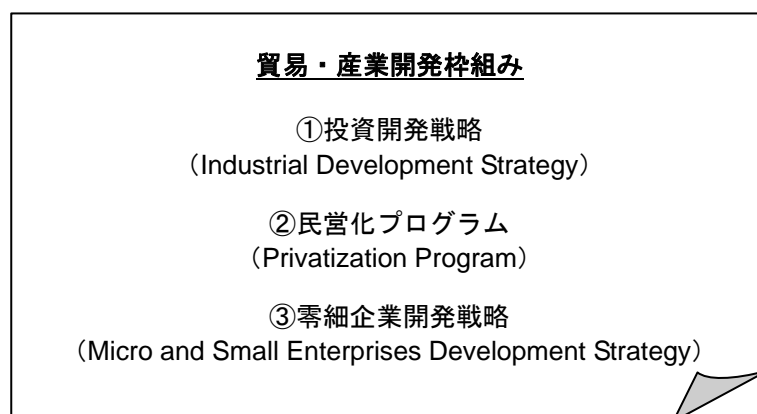 貿易・産業開発枠組み
①投資開発戦略
（Industrial Development Strategy）
②民営化プログラム
（Privatization Program）
③零細企業開発戦略
（Micro and Small Enterprises Development Strategy）